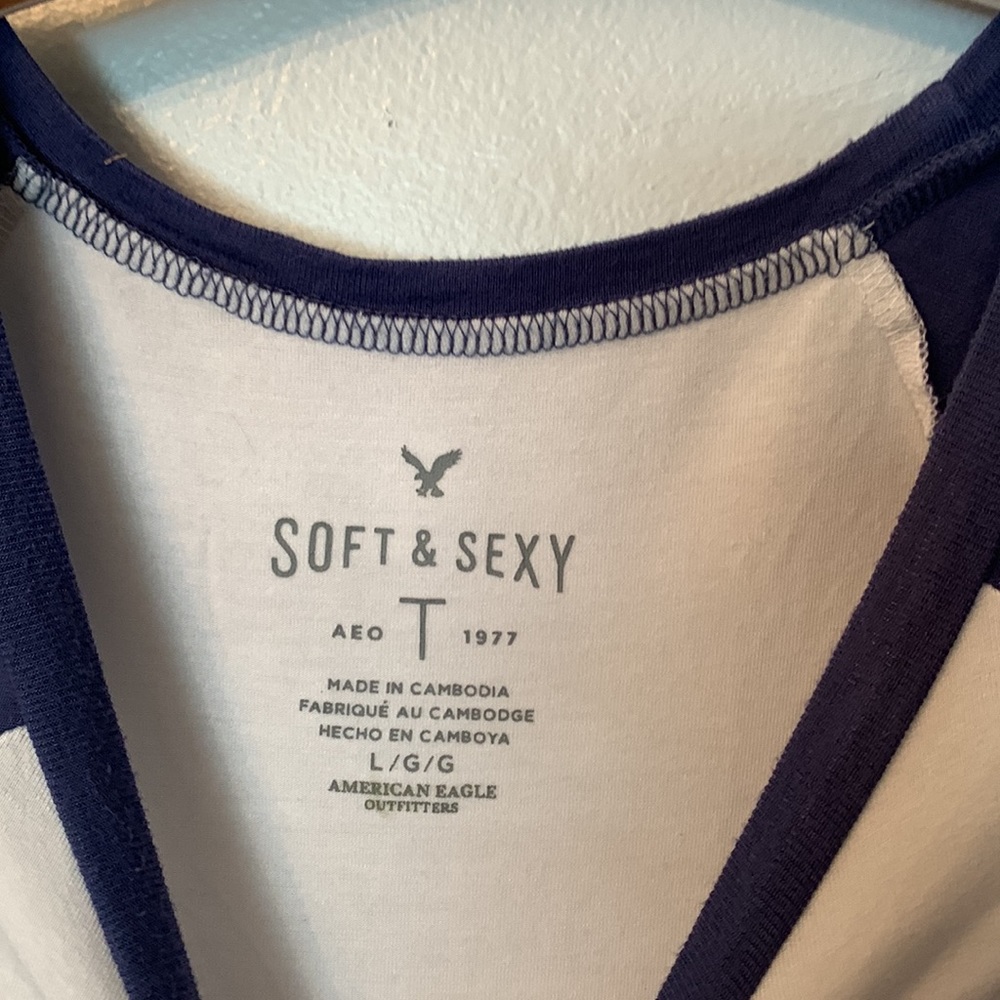 SOFT & SEXY
AEO T 1977
MADE IN CAMBODIA
FABRIQUÉ AU CAMBODGE
HECHO EN CAMBOYA
L/G/G
AMERICAN EAGLE
OUTFITTERS